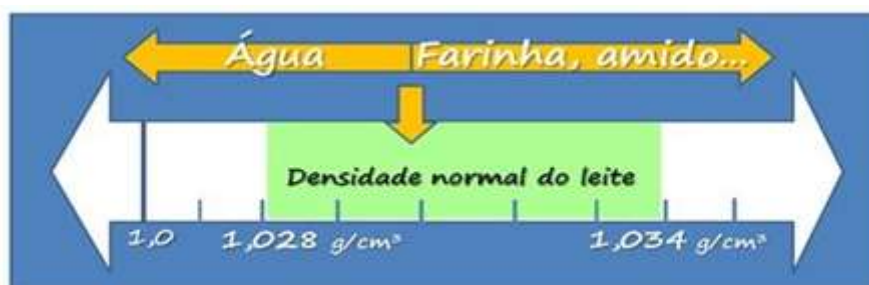 Água Farinha, amido...
Densidade normal do leite
1,0 1,028 g/cm³ 1,034 g/cm³